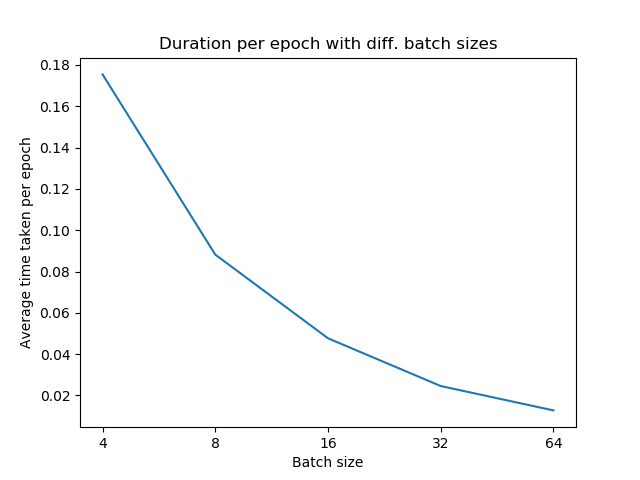 Duration per epoch with diff. batch sizes
Average time taken per epoch
0.18
0.16
0.14
0.12
0.10
0.08
0.06
0.04
0.02
4 8 16 32 64
Batch size